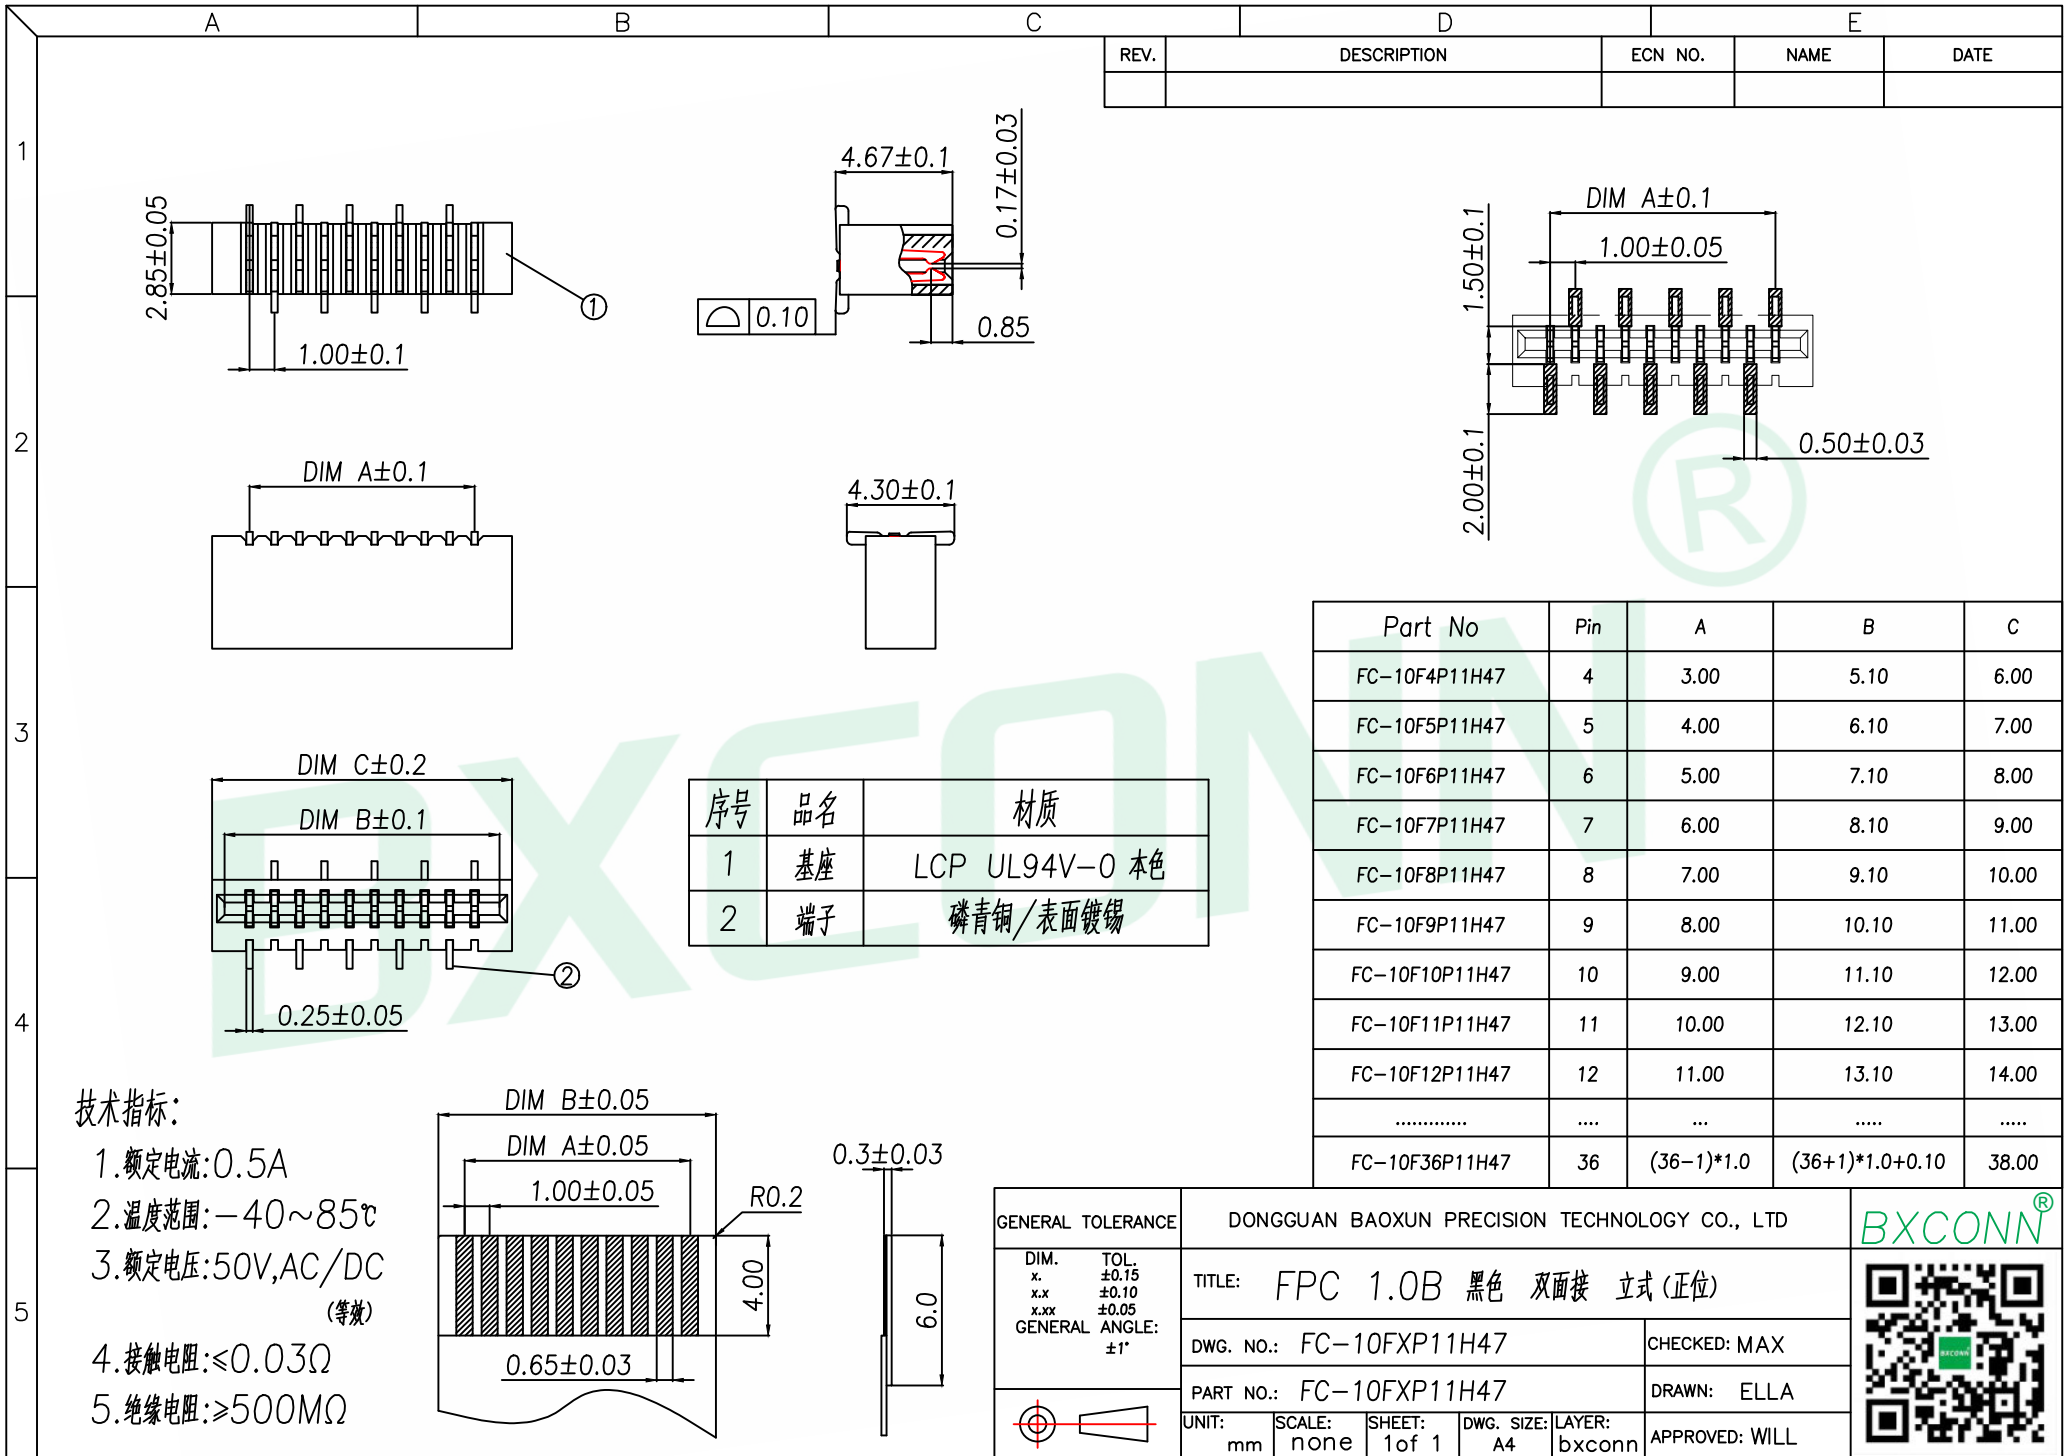 A B C D E
REV. DESCRIPTION ECN NO. NAME DATE
1
2
3
4
5
2.85±0.05
1.00±0.1
①
4.67±0.1
0.17±0.03
0.10
0.85
DIM A±0.1
1.00±0.05
1.50±0.1
2.00±0.1
0.50±0.03
DIM A±0.1
4.30±0.1
DIM C±0.2
DIM B±0.1
②
0.25±0.05
序号 品名 材质
1 基座 LCP UL94V-0 本色
2 端子 磷青铜/表面镀锡
Part No Pin A B C
FC-10F4P11H47 4 3.00 5.10 6.00
FC-10F5P11H47 5 4.00 6.10 7.00
FC-10F6P11H47 6 5.00 7.10 8.00
FC-10F7P11H47 7 6.00 8.10 9.00
FC-10F8P11H47 8 7.00 9.10 10.00
FC-10F9P11H47 9 8.00 10.10 11.00
FC-10F10P11H47 10 9.00 11.10 12.00
FC-10F11P11H47 11 10.00 12.10 13.00
FC-10F12P11H47 12 11.00 13.10 14.00
............. .... ... ..... .....
FC-10F36P11H47 36 (36-1)*1.0 (36+1)*1.0+0.10 38.00
技术指标:
1.额定电流:0.5A
2.温度范围:-40~85℃
3.额定电压:50V,AC/DC
(等效)
4.接触电阻:≤0.03Ω
5.绝缘电阻:≥500MΩ
DIM B±0.05
DIM A±0.05
1.00±0.05
R0.2
4.00
0.65±0.03
0.3±0.03
6.0
GENERAL TOLERANCE
DIM. TOL.
x. ±0.15
x.x ±0.10
x.xx ±0.05
GENERAL ANGLE:
±1°
DONGGUAN BAOXUN PRECISION TECHNOLOGY CO., LTD
BXCONN®
TITLE: FPC 1.0B 黑色 双面接 立式(正位)
DWG. NO.: FC-10FXP11H47 CHECKED: MAX
PART NO.: FC-10FXP11H47 DRAWN: ELLA
UNIT: mm SCALE: none SHEET: 1of 1 DWG. SIZE: A4 LAYER: bxconn APPROVED: WILL
BXCONN
BXCONN®